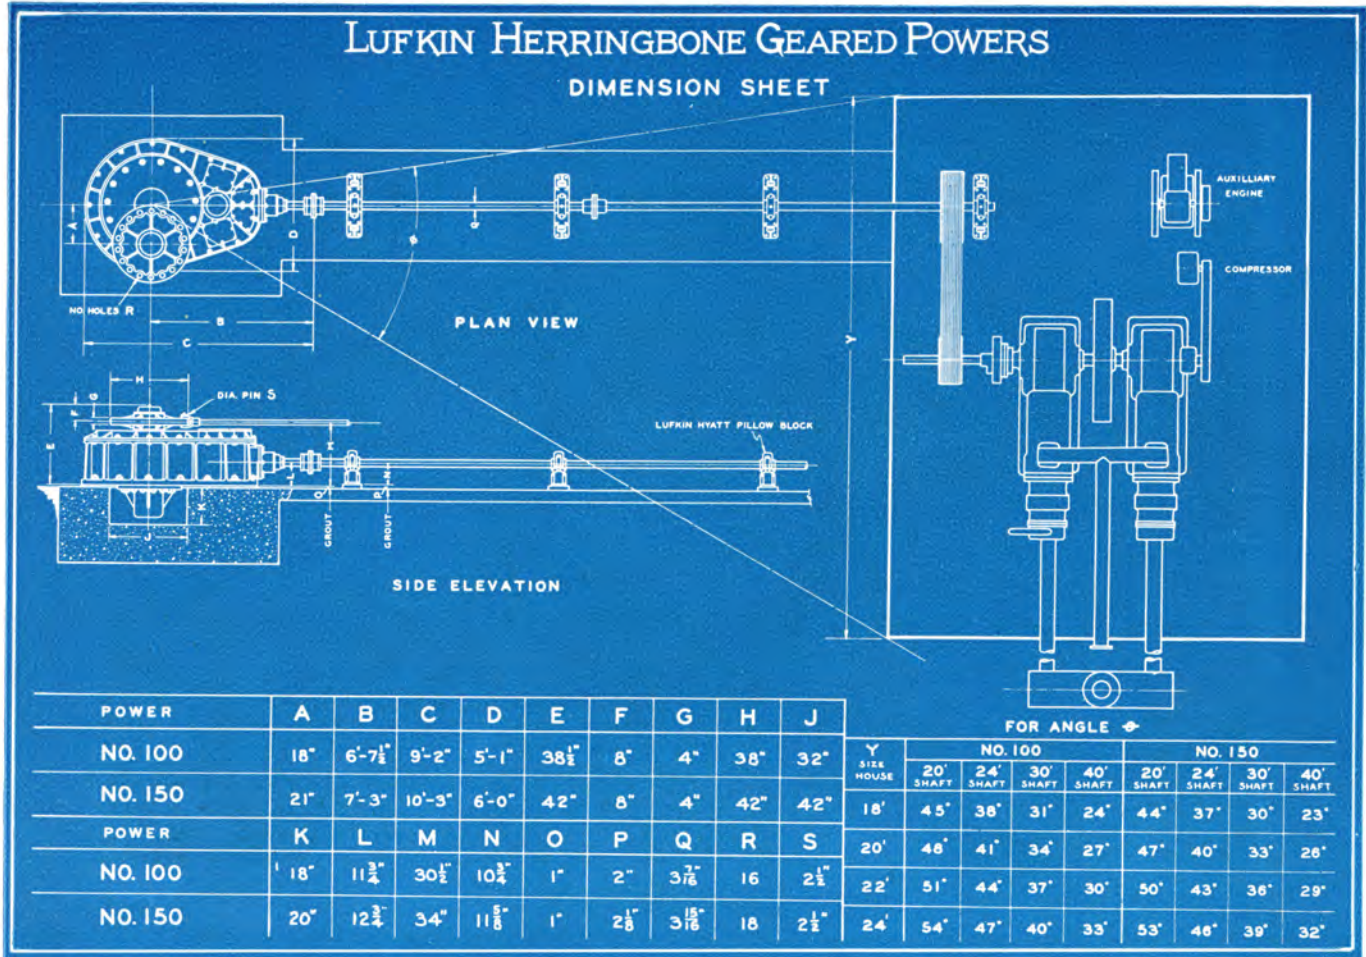 LUFKIN HERRINGBONE GEARED POWERS
DIMENSION SHEET
AUXILLIARY
ENGINE
COMPRESSOR
A
D
Q
Ø
Y
NO. HOLES R
B
C
PLAN VIEW
H
G
F
E
DIA. PIN S
LUFKIN HYATT PILLOW BLOCK
M
L
N
O
P
K
J
GROUT
GROUT
SIDE ELEVATION
POWER A B C D E F G H J
NO. 100 18" 6'-7½" 9'-2" 5'-1" 38½" 8" 4" 38" 32"
NO. 150 21" 7'-3" 10'-3" 6'-0" 42" 8" 4" 42" 42"
POWER K L M N O P Q R S
NO. 100 18" 11¾" 30½" 10¾" 1" 2" 3 7/16" 16 2½"
NO. 150 20" 12¾" 34" 11⅝" 1" 2⅛" 3 15/16" 18 2½"
FOR ANGLE Ø
Y SIZE HOUSE NO. 100 NO. 150
20' SHAFT 24' SHAFT 30' SHAFT 40' SHAFT 20' SHAFT 24' SHAFT 30' SHAFT 40' SHAFT
18' 45° 38° 31° 24° 44° 37° 30° 23°
20' 48° 41° 34° 27° 47° 40° 33° 26°
22' 51° 44° 37° 30° 50° 43° 36° 29°
24' 54° 47° 40° 33° 53° 46° 39° 32°